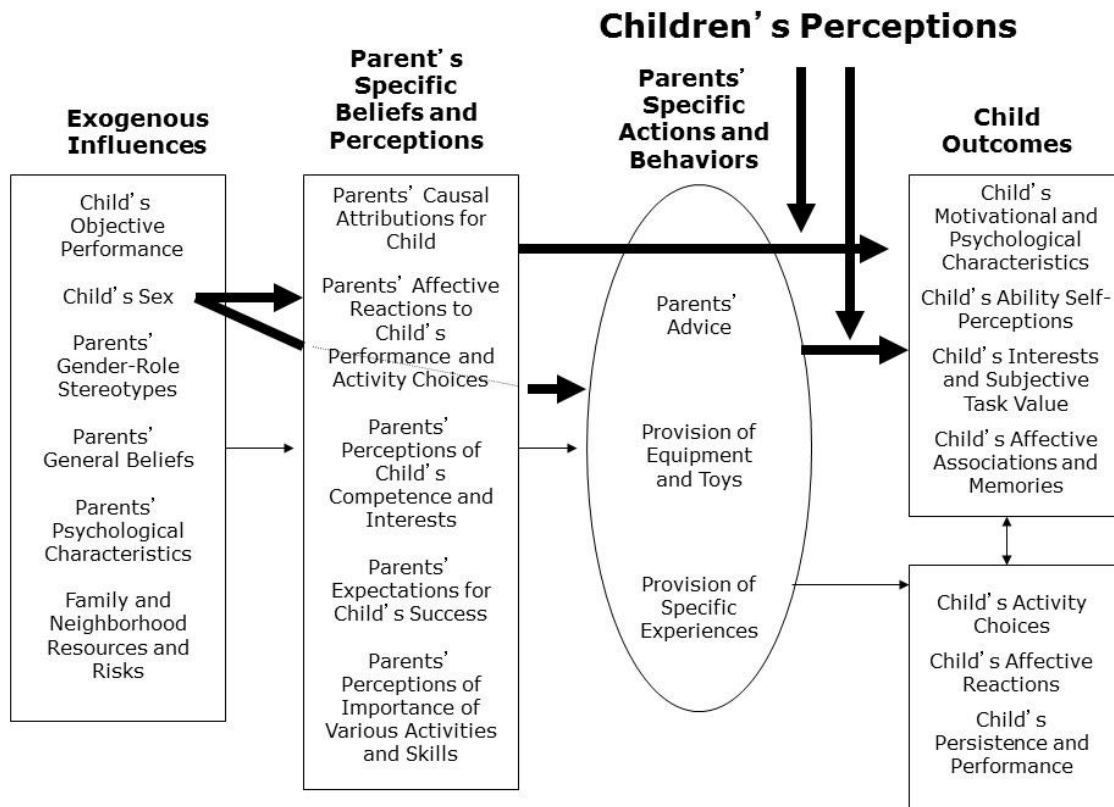 Children's Perceptions
Exogenous
Influences
Child's
Objective
Performance
Child's Sex
Parents'
Gender-Role
Stereotypes
Parents'
General Beliefs
Parents'
Psychological
Characteristics
Family and
Neighborhood
Resources and
Risks
Parent's
Specific
Beliefs and
Perceptions
Parents' Causal
Attributions for
Child
Parents' Affective
Reactions to
Child's
Performance and
Activity Choices
Parents'
Perceptions of
Child's
Competence and
Interests
Parents'
Expectations for
Child's Success
Parents'
Perceptions of
Importance of
Various Activities
and Skills
Parents'
Specific
Actions and
Behaviors
Parents'
Advice
Provision of
Equipment
and Toys
Provision of
Specific
Experiences
Child
Outcomes
Child's
Motivational and
Psychological
Characteristics
Child's Ability Self-
Perceptions
Child's Interests
and Subjective
Task Value
Child's Affective
Associations and
Memories
Child's Activity
Choices
Child's Affective
Reactions
Child's
Persistence and
Performance